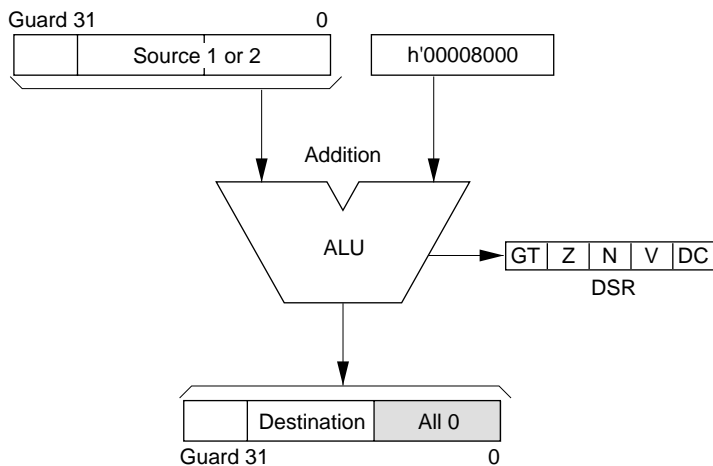 Guard 31 0
Source 1 or 2 h'00008000
Addition
ALU
GT Z N V DC
DSR
Destination All 0
Guard 31 0